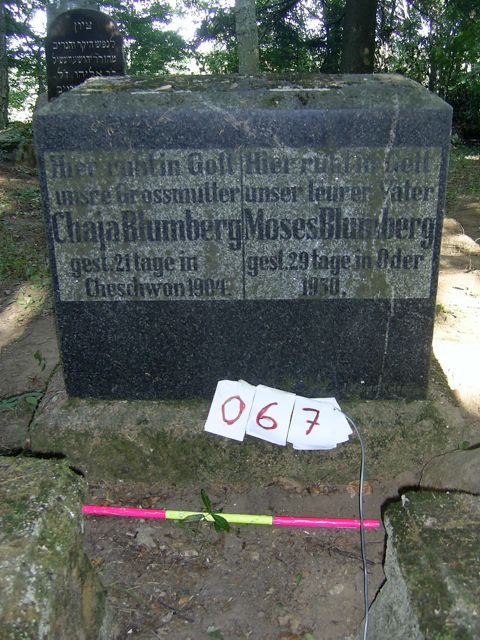 ציון
Hier ruht in Gott
unsre Grossmutter
Chaja Blumberg
gest. 21 tage in
Cheschwon 1904.
Hier ruht in Gott
unser teurer Vater
Moses Blumberg
gest. 29 tage in Oder
1930.
067